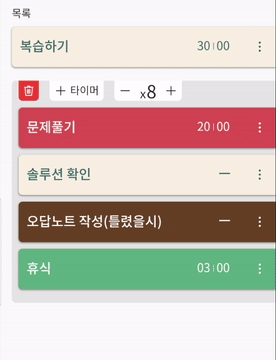 목록
복습하기 30:00
+ 타이머 − x8 +
문제풀기 20:00
솔루션 확인 —
오답노트 작성(틀렸을시) —
휴식 03:00